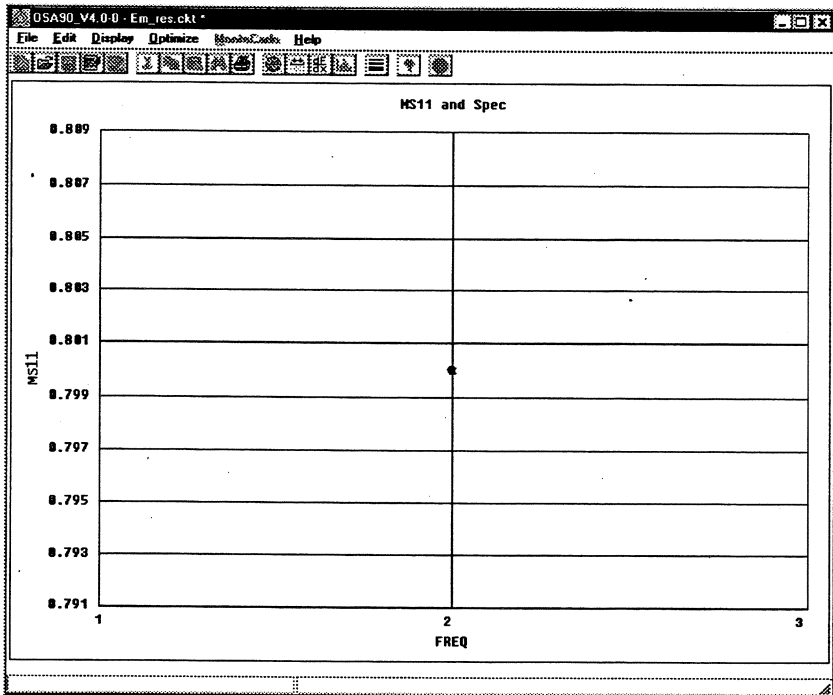 OSA90_V4.0-0 - Em_res.ckt *
File Edit Display Optimize MonteCarlo Help
MS11 and Spec
0.809
0.807
0.805
0.803
0.801
0.799
0.797
0.795
0.793
0.791
MS11
1 2 3
FREQ